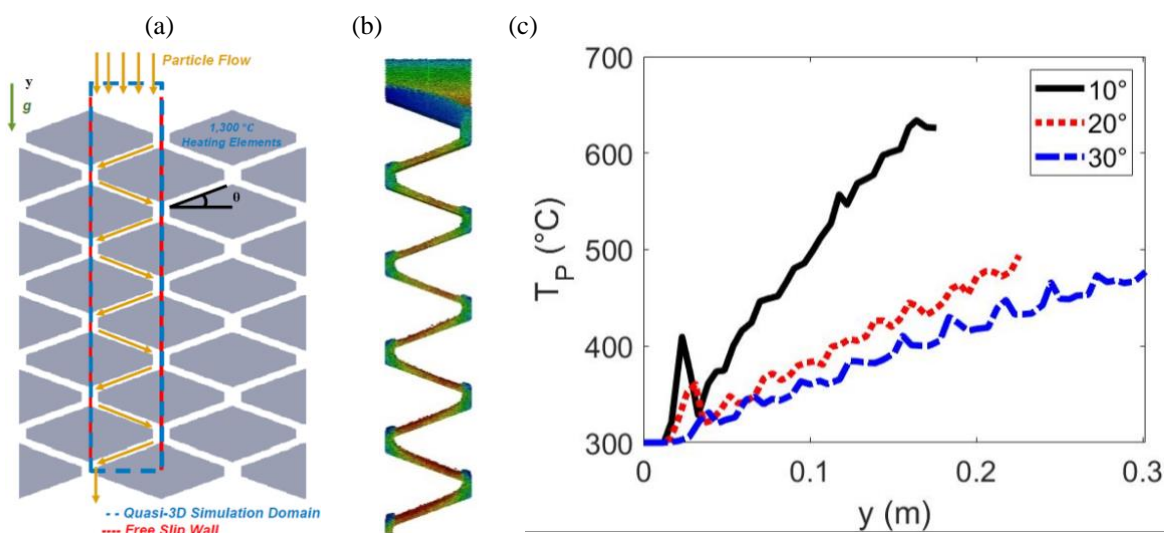 (a)
(b)
(c)
Particle Flow
y
g
1,300 °C
Heating Elements
θ
- - Quasi-3D Simulation Domain
---- Free Slip Wall
700
600
500
400
300
T_P (°C)
10°
20°
30°
0
0.1
0.2
0.3
y (m)